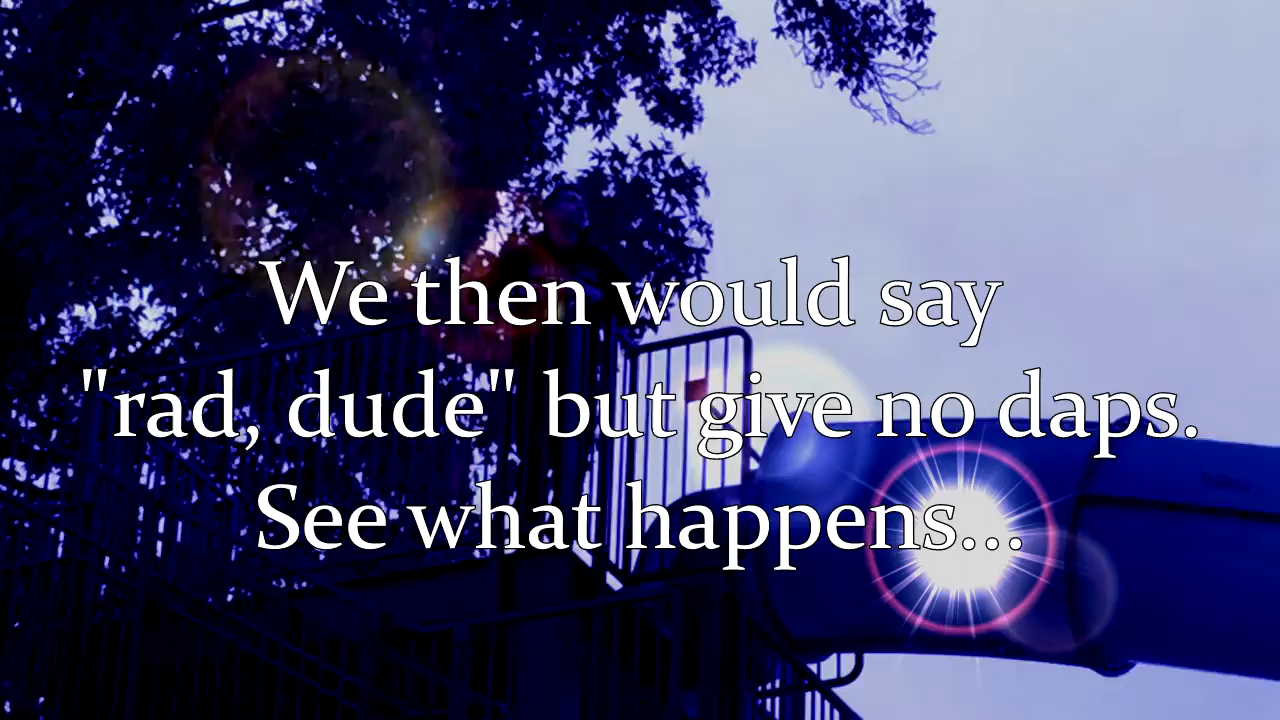 We then would say
"rad, dude" but give no daps.
See what happens...